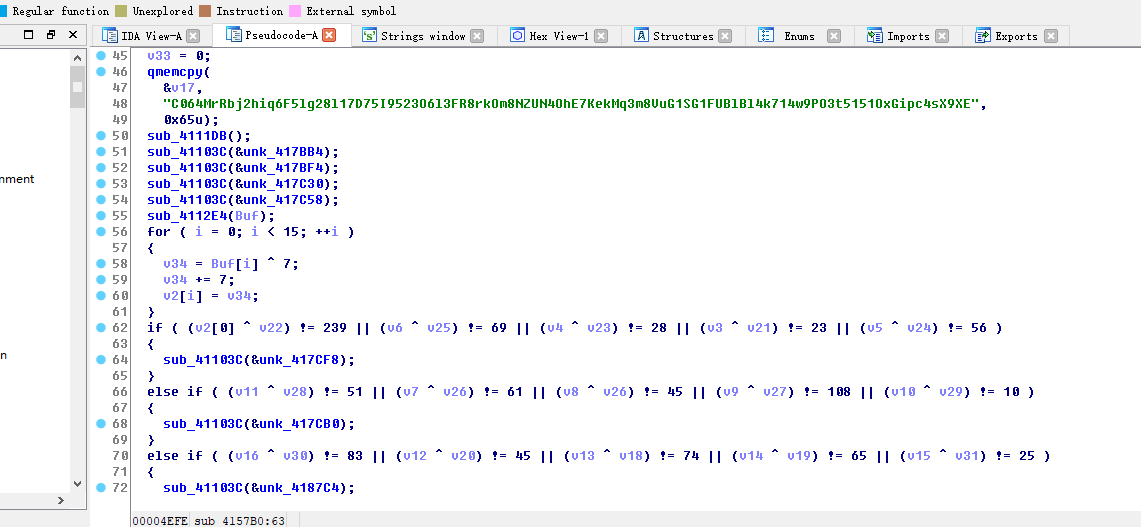 Regular function Unexplored Instruction External symbol
IDA View-A Pseudocode-A Strings window Hex View-1 Structures Enums Imports Exports
nment
n
45 v33 = 0;
46 qmemcpy(
47 &v17,
48 "C064MrRbj2hiq6F5lg28l17D75I9523O6l3FR8rkOm8NZUN4OhE7KekMq3m8VuG1SG1FUBlBl4k714w9PO3t5151OxGipc4sX9XE",
49 0x65u);
50 sub_4111DB();
51 sub_41103C(&unk_417BB4);
52 sub_41103C(&unk_417BF4);
53 sub_41103C(&unk_417C30);
54 sub_41103C(&unk_417C58);
55 sub_4112E4(Buf);
56 for ( i = 0; i < 15; ++i )
57 {
58 v34 = Buf[i] ^ 7;
59 v34 += 7;
60 v2[i] = v34;
61 }
62 if ( (v2[0] ^ v22) != 239 || (v6 ^ v25) != 69 || (v4 ^ v23) != 28 || (v3 ^ v21) != 23 || (v5 ^ v24) != 56 )
63 {
64 sub_41103C(&unk_417CF8);
65 }
66 else if ( (v11 ^ v28) != 51 || (v7 ^ v26) != 61 || (v8 ^ v26) != 45 || (v9 ^ v27) != 108 || (v10 ^ v29) != 10 )
67 {
68 sub_41103C(&unk_417CB0);
69 }
70 else if ( (v16 ^ v30) != 83 || (v12 ^ v20) != 45 || (v13 ^ v18) != 74 || (v14 ^ v19) != 65 || (v15 ^ v31) != 25 )
71 {
72 sub_41103C(&unk_4187C4);
00004EFE sub_4157B0:63